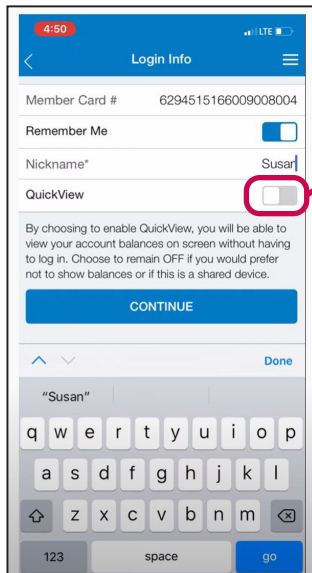 4:50 LTE
Login Info
Member Card # 6294515166009008004
Remember Me
Nickname* Susan
QuickView
By choosing to enable QuickView, you will be able to
view your account balances on screen without having
to log in. Choose to remain OFF if you would prefer
not to show balances or if this is a shared device.
CONTINUE
Done
"Susan"
q w e r t y u i o p
a s d f g h j k l
z x c v b n m
123 space go